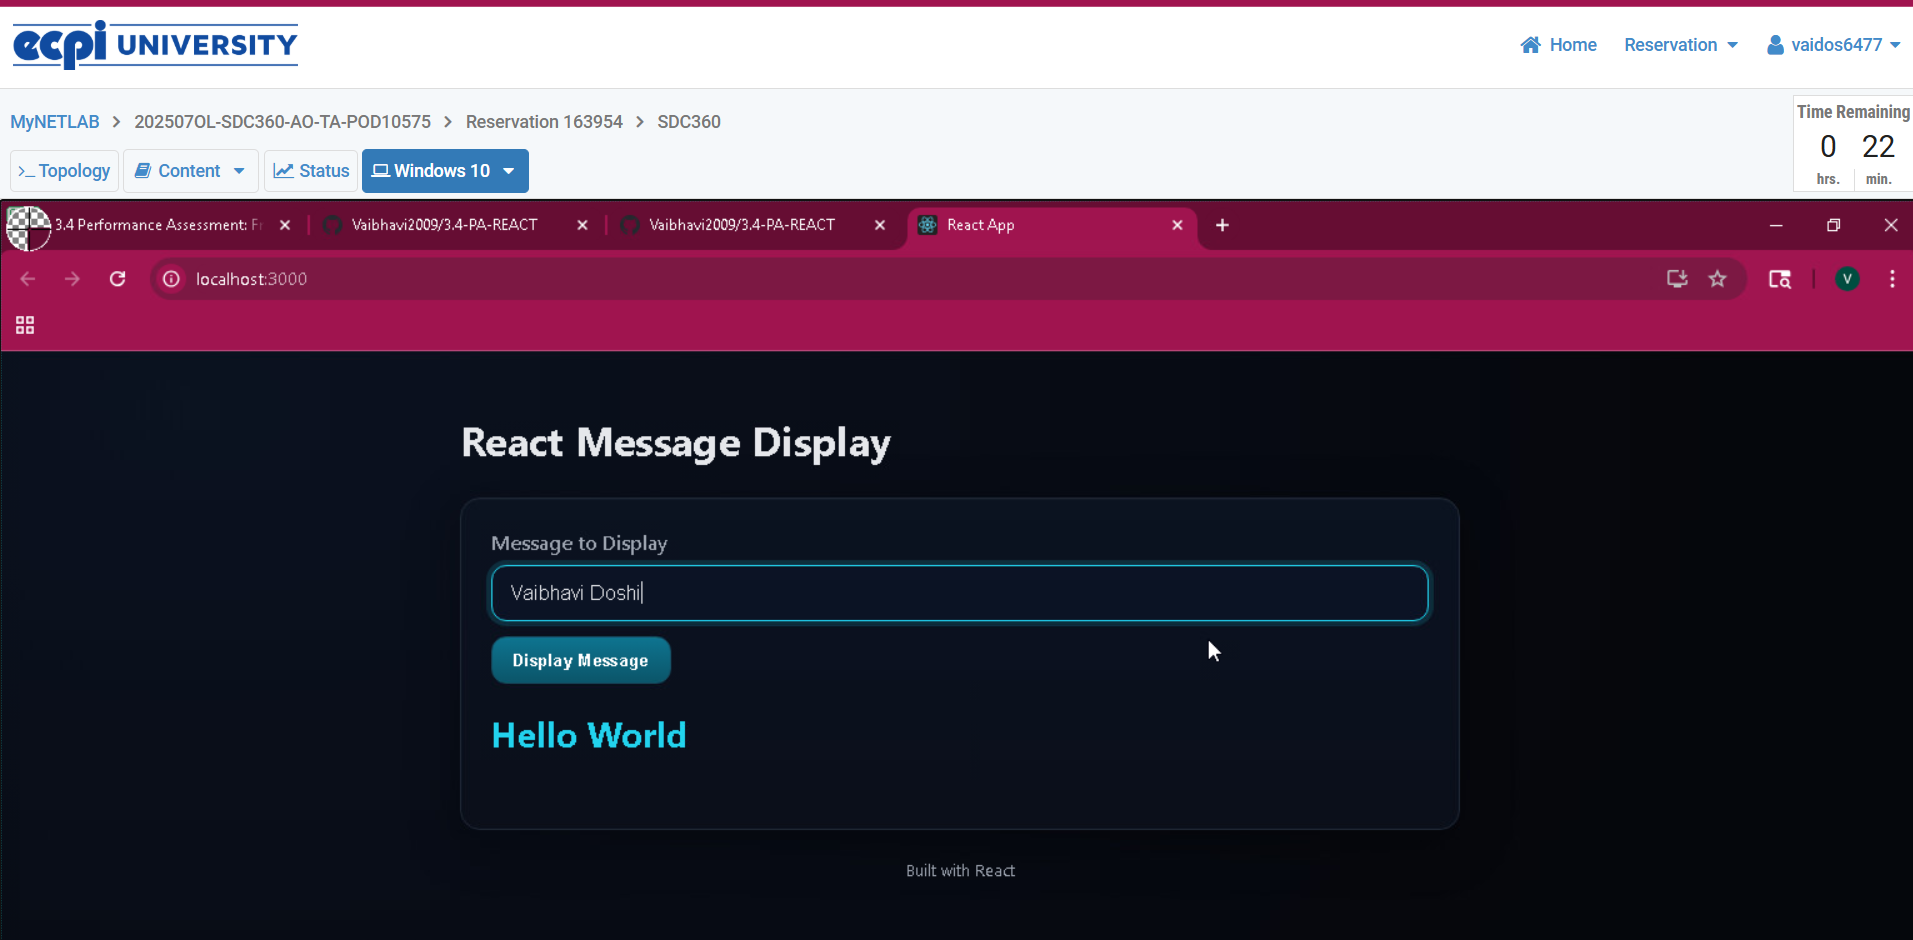 ecpi UNIVERSITY
Home Reservation vaidos6477
MyNETLAB > 202507OL-SDC360-AO-TA-POD10575 > Reservation 163954 > SDC360
Time Remaining
0 22
hrs. min.
>_ Topology Content Status Windows 10
3.4 Performance Assessment: Fr Vaibhavi2009/3.4-PA-REACT Vaibhavi2009/3.4-PA-REACT React App
localhost:3000
V
React Message Display
Message to Display
Vaibhavi Doshi
Display Message
Hello World
Built with React